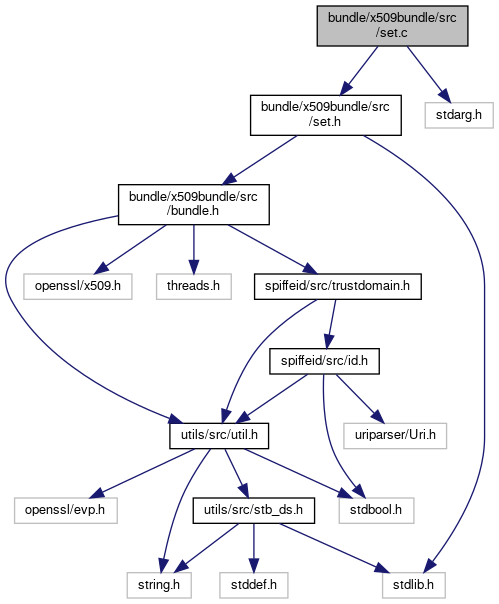 bundle/x509bundle/src
/set.c
bundle/x509bundle/src
/set.h
stdarg.h
bundle/x509bundle/src
/bundle.h
openssl/x509.h
threads.h
spiffeid/src/trustdomain.h
spiffeid/src/id.h
utils/src/util.h
uriparser/Uri.h
openssl/evp.h
utils/src/stb_ds.h
stdbool.h
string.h
stddef.h
stdlib.h